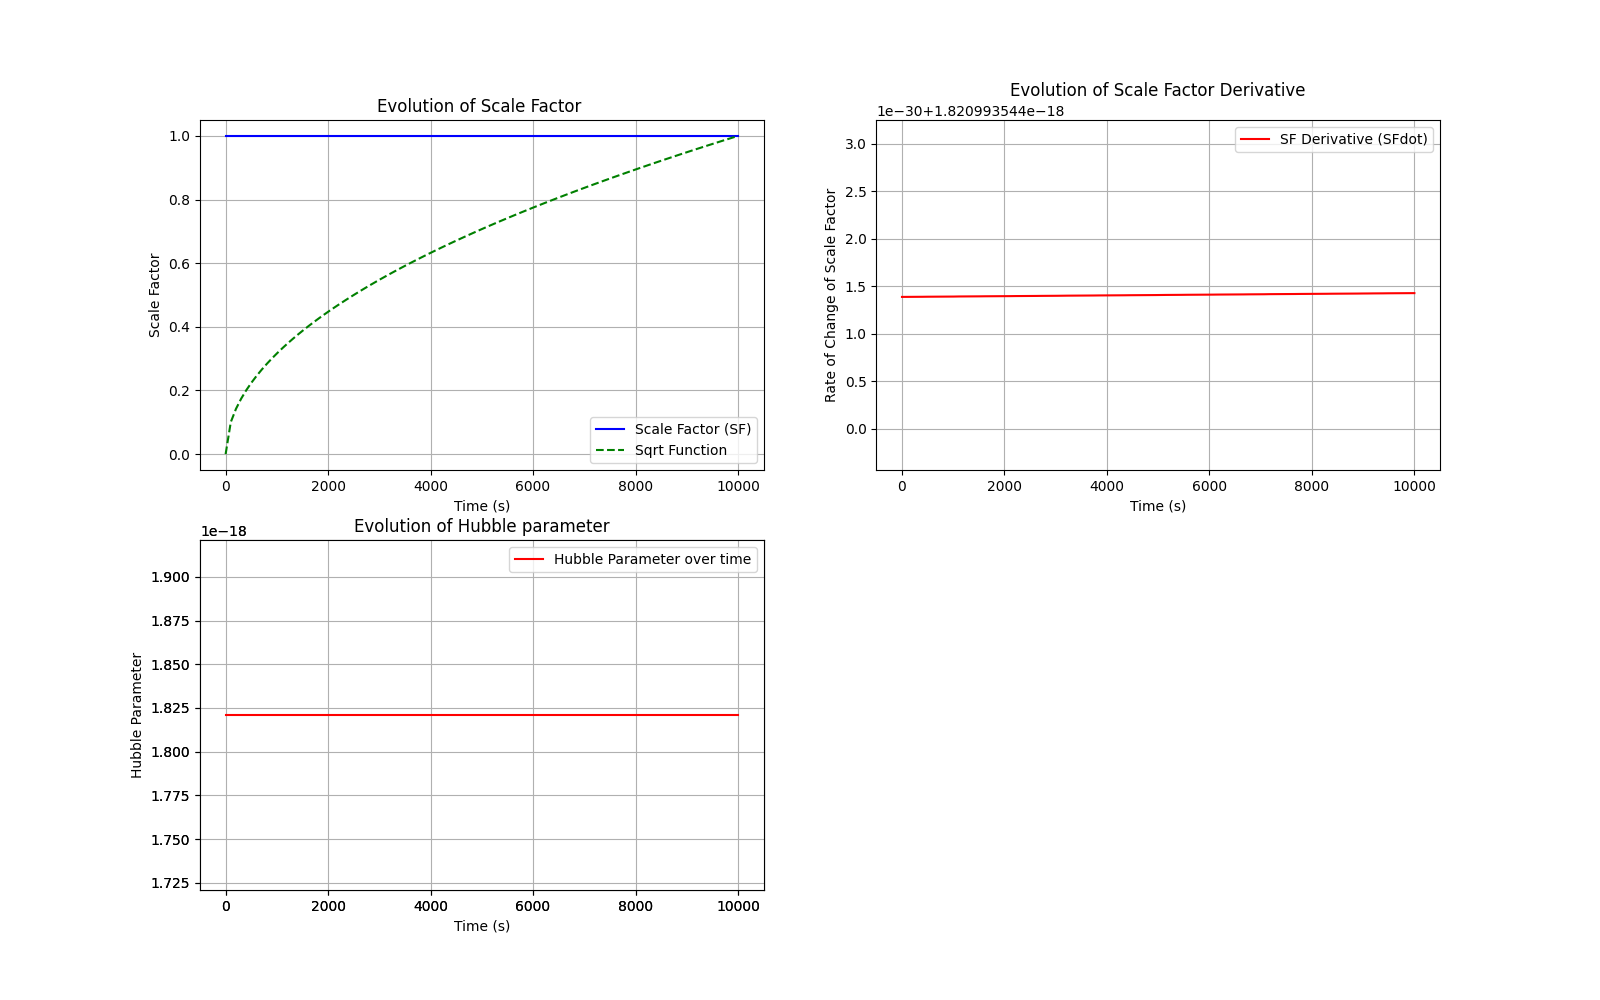 Evolution of Scale Factor
Scale Factor
1.0
0.8
0.6
0.4
0.2
0.0
Scale Factor (SF)
Sqrt Function
0 2000 4000 6000 8000 10000
Time (s)
Evolution of Scale Factor Derivative
1e−30+1.820993544e−18
Rate of Change of Scale Factor
3.0
2.5
2.0
1.5
1.0
0.5
0.0
SF Derivative (SFdot)
0 2000 4000 6000 8000 10000
Time (s)
Evolution of Hubble parameter
1e−18
Hubble Parameter
1.900
1.875
1.850
1.825
1.800
1.775
1.750
1.725
Hubble Parameter over time
0 2000 4000 6000 8000 10000
Time (s)